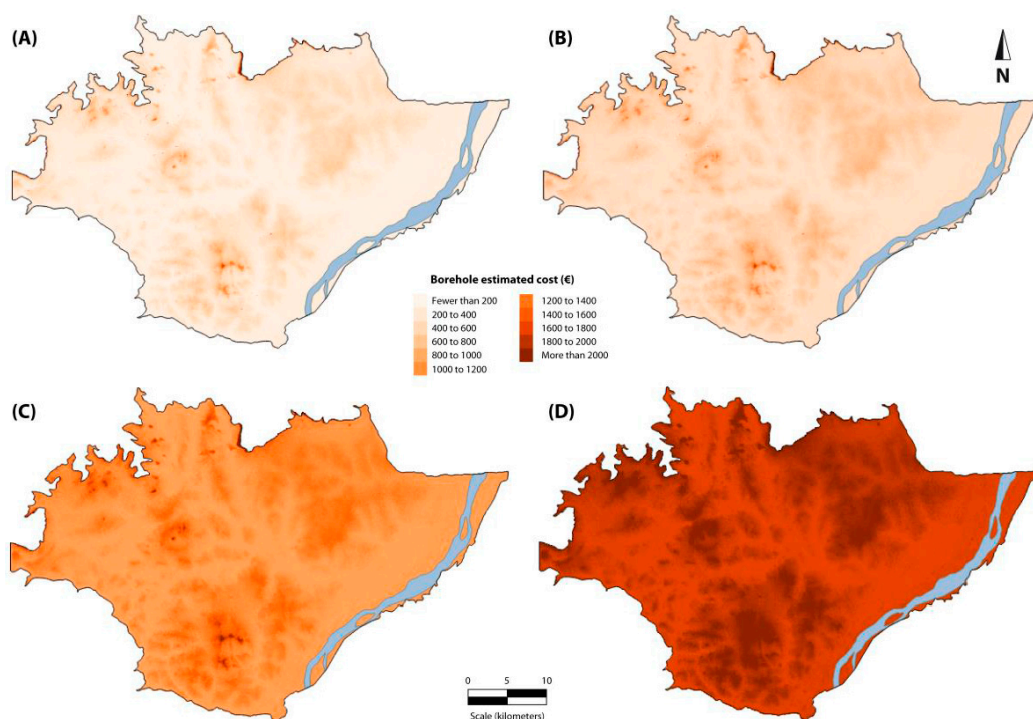 (A)
(B)
N
Borehole estimated cost (€)
Fewer than 200
200 to 400
400 to 600
600 to 800
800 to 1000
1000 to 1200
1200 to 1400
1400 to 1600
1600 to 1800
1800 to 2000
More than 2000
(C)
(D)
0 5 10
Scale (kilometers)